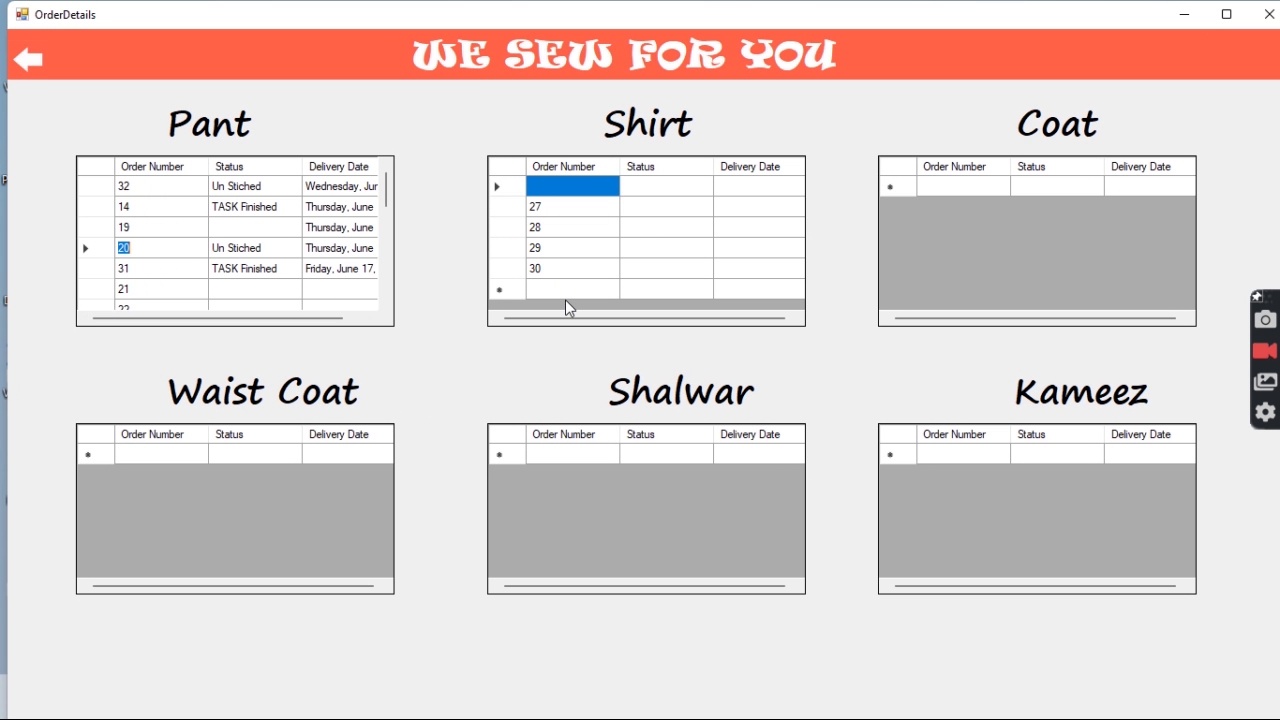 OrderDetails
WE SEW FOR YOU
Pant
Order Number Status Delivery Date
32 Un Stiched Wednesday, Jur
14 TASK Finished Thursday, June
19 Thursday, June
20 Un Stiched Thursday, June
31 TASK Finished Friday, June 17,
21
22
Shirt
Order Number Status Delivery Date
27
28
29
30
Coat
Order Number Status Delivery Date
Waist Coat
Order Number Status Delivery Date
Shalwar
Order Number Status Delivery Date
Kameez
Order Number Status Delivery Date